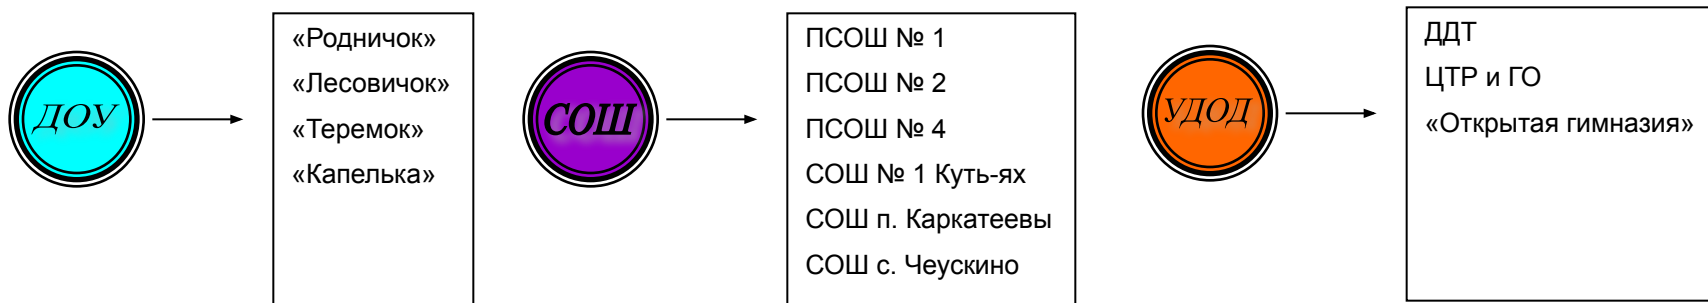 ДОУ
«Родничок»
«Лесовичок»
«Теремок»
«Капелька»
СОШ
ПСОШ № 1
ПСОШ № 2
ПСОШ № 4
СОШ № 1 Куть-ях
СОШ п. Каркатеевы
СОШ с. Чеускино
УДОД
ДДТ
ЦТР и ГО
«Открытая гимназия»